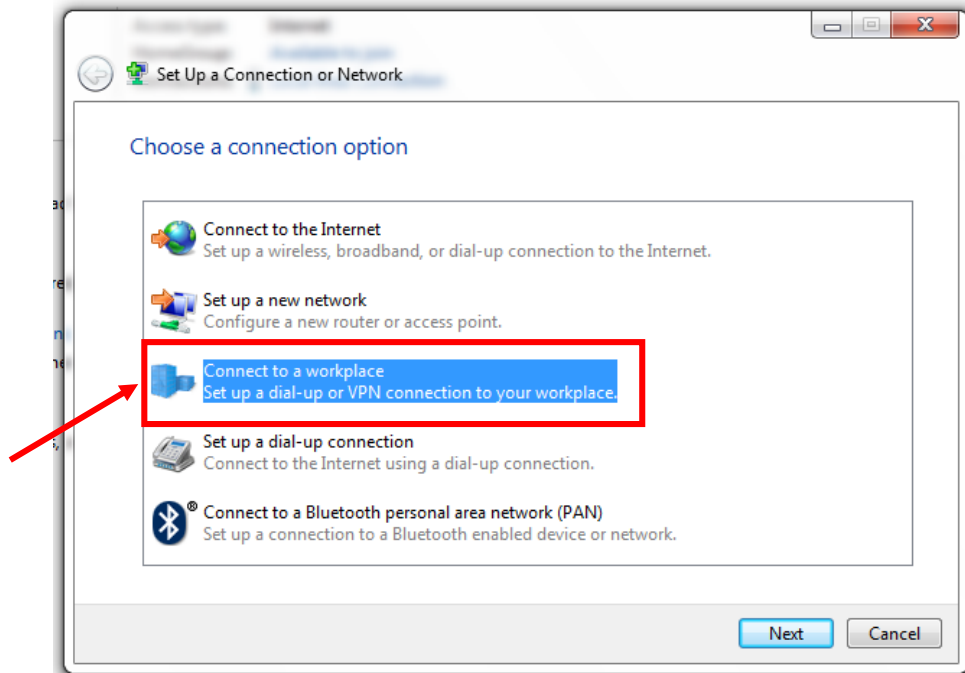 Set Up a Connection or Network
Choose a connection option
Connect to the Internet
Set up a wireless, broadband, or dial-up connection to the Internet.
Set up a new network
Configure a new router or access point.
Connect to a workplace
Set up a dial-up or VPN connection to your workplace.
Set up a dial-up connection
Connect to the Internet using a dial-up connection.
®
Connect to a Bluetooth personal area network (PAN)
Set up a connection to a Bluetooth enabled device or network.
Next
Cancel